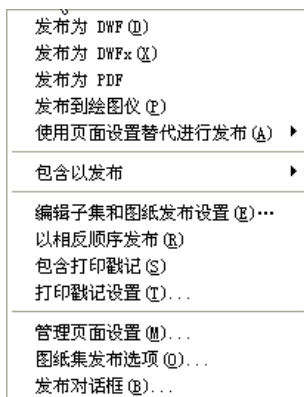 发布为 DWF(D)
发布为 DWFx(X)
发布为 PDF
发布到绘图仪(P)
使用页面设置替代进行发布(A)
包含以发布
编辑子集和图纸发布设置(E)…
以相反顺序发布(R)
包含打印戳记(S)
打印戳记设置(T)...
管理页面设置(M)...
图纸集发布选项(O)...
发布对话框(B)...